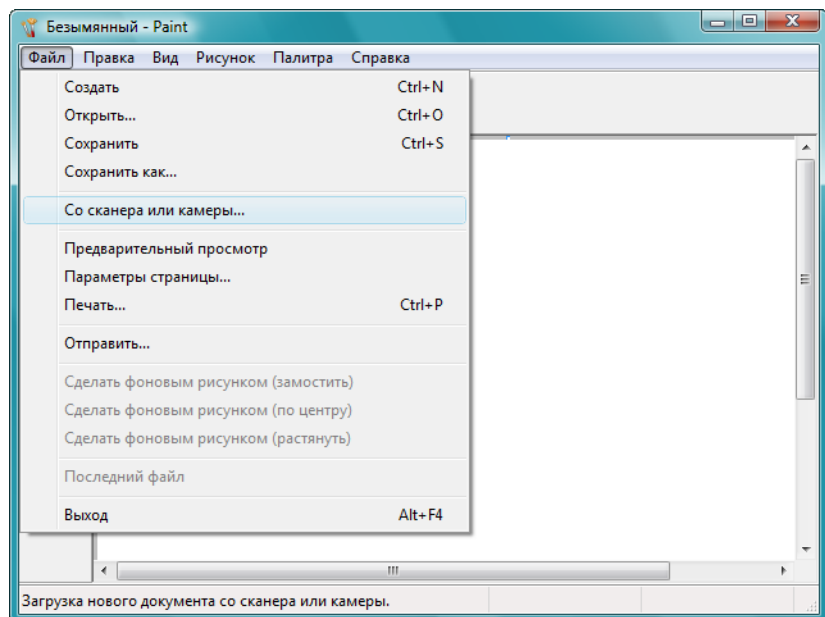 Безымянный - Paint
Файл Правка Вид Рисунок Палитра Справка
Создать Ctrl+N
Открыть... Ctrl+O
Сохранить Ctrl+S
Сохранить как...
Со сканера или камеры...
Предварительный просмотр
Параметры страницы...
Печать... Ctrl+P
Отправить...
Сделать фоновым рисунком (замостить)
Сделать фоновым рисунком (по центру)
Сделать фоновым рисунком (растянуть)
Последний файл
Выход Alt+F4
Загрузка нового документа со сканера или камеры.